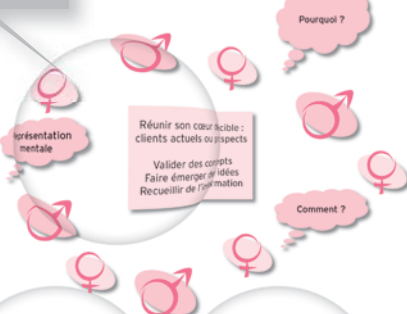 Pourquoi ?
Réunir son cœur de cible :
clients actuels ou prospects
Valider des concepts
Faire émerger des idées
Recueillir de l'information
représentation
mentale
Comment ?